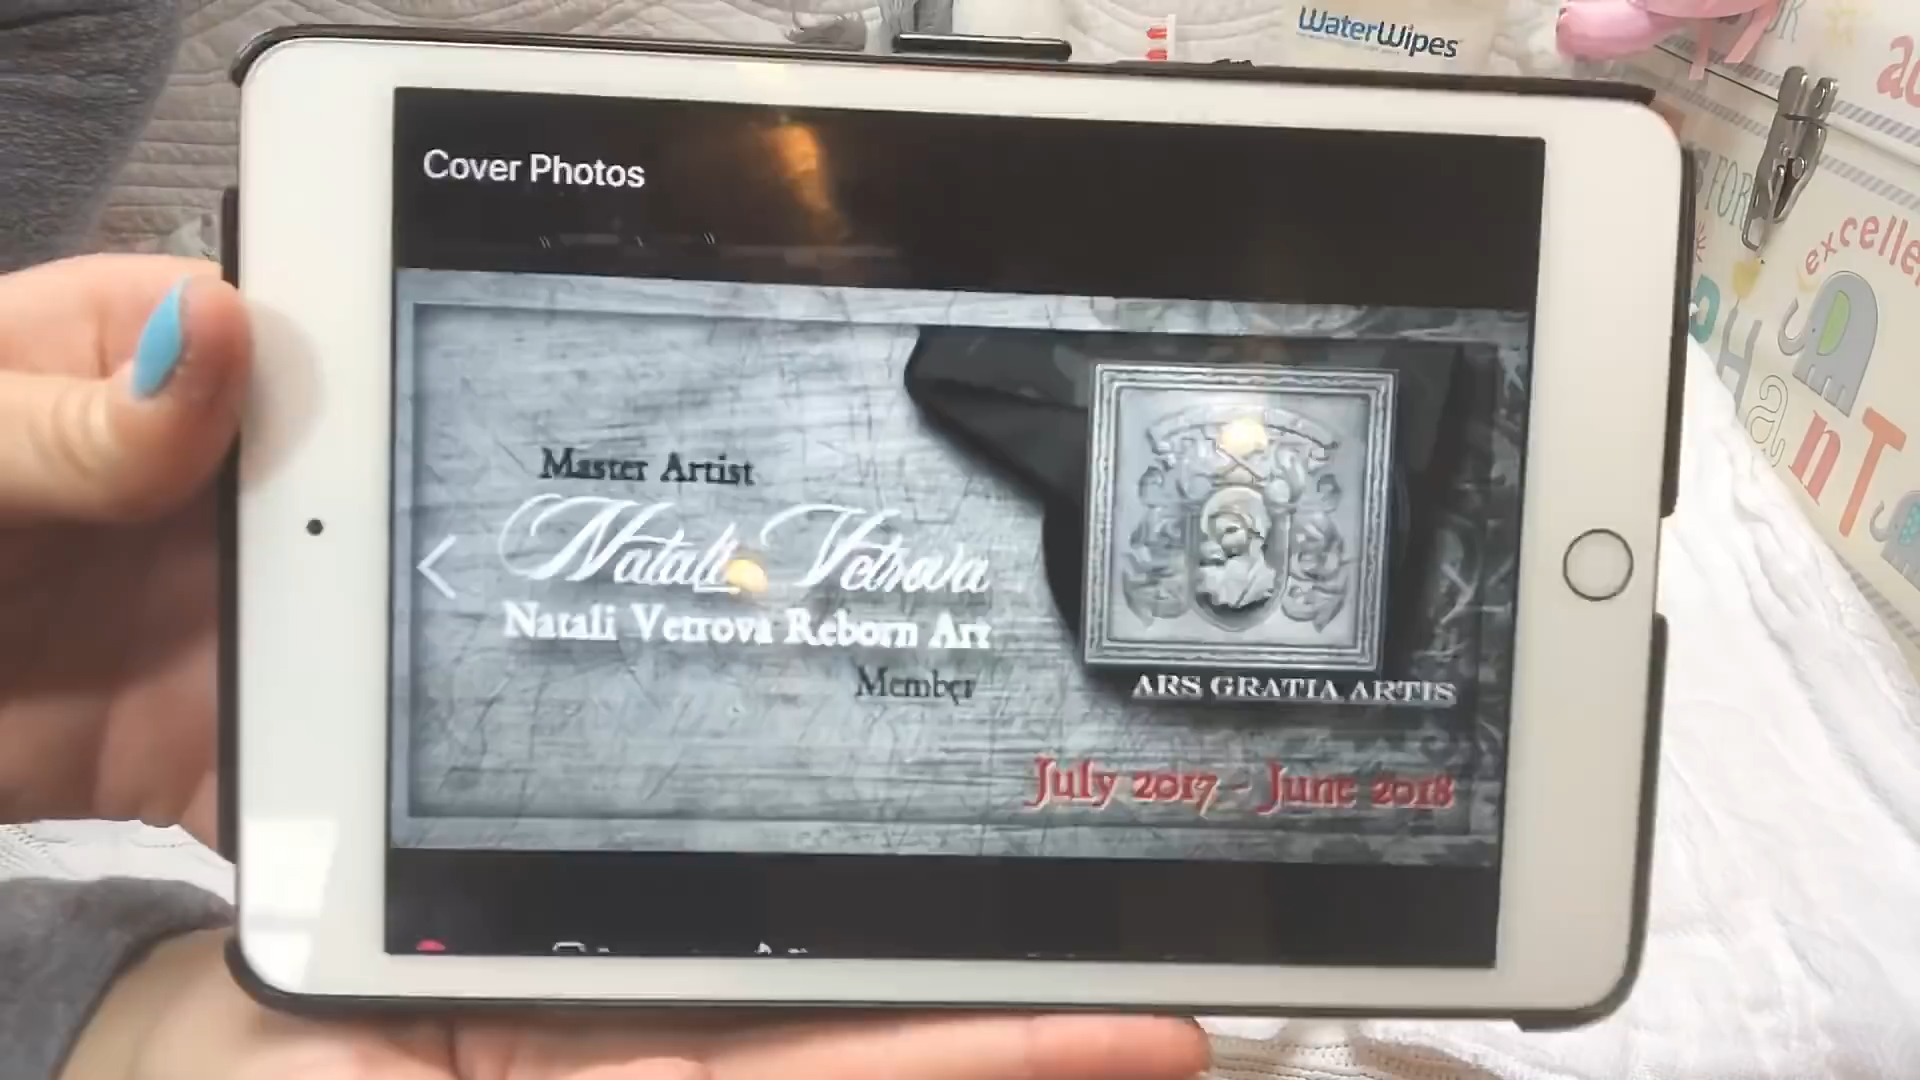 WaterWipes
Cover Photos
Master Artist
Natali Vetrova
Natali Vetrova Reborn Art
Member
ARS GRATIA ARTIS
July 2017 - June 2018
FOR
excelle